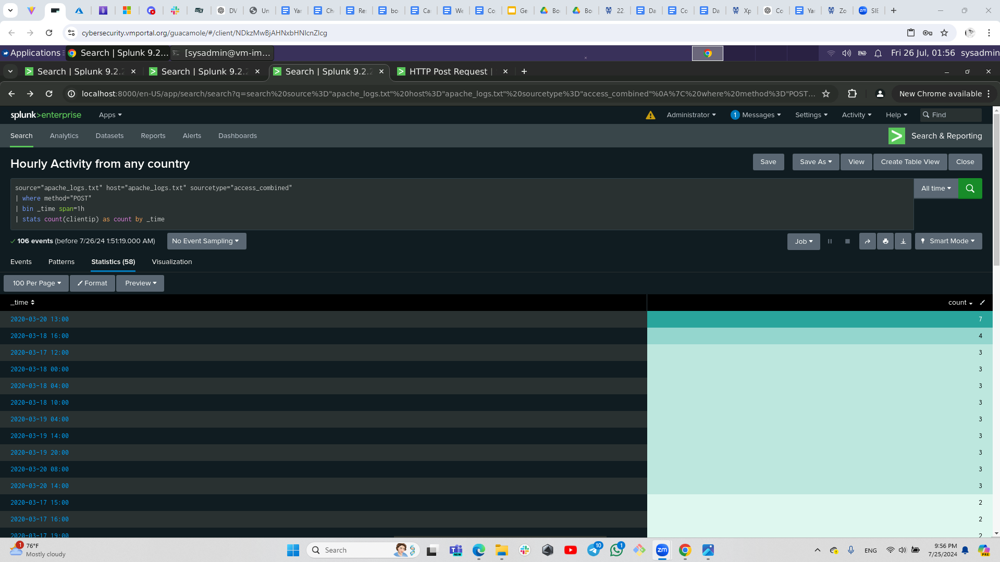 DV
Un
Yar
Ch
Re:
bo
Ca
We
Co
Ge
Bo
Bo
22
Da
Co
Da
Xp
Co
Yar
Zo
zm
SIE
cybersecurity.vmportal.org/guacamole/#/client/NDkzMwBjAHNxbHNlcnZlcg
Applications
Search | Splunk 9.2...
[sysadmin@vm-im...
Fri 26 Jul, 01:56
sysadmin
Search | Splunk 9.2.2
Search | Splunk 9.2.2
Search | Splunk 9.2.2
HTTP Post Request |
localhost:8000/en-US/app/search/search?q=search%20source%3D"apache_logs.txt"%20host%3D"apache_logs.txt"%20sourcetype%3D"access_combined"%0A%7C%20where%20method%3D"POST...
New Chrome available
splunk>enterprise
Apps
Administrator
1 Messages
Settings
Activity
Help
Find
Search
Analytics
Datasets
Reports
Alerts
Dashboards
Search & Reporting
Hourly Activity from any country
Save
Save As
View
Create Table View
Close
source="apache_logs.txt" host="apache_logs.txt" sourcetype="access_combined"
| where method="POST"
| bin _time span=1h
| stats count(clientip) as count by _time
All time
106 events (before 7/26/24 1:51:19.000 AM)
No Event Sampling
Job
Smart Mode
Events
Patterns
Statistics (58)
Visualization
100 Per Page
Format
Preview
_time
count
2020-03-20 13:00 7
2020-03-18 16:00 4
2020-03-17 12:00 3
2020-03-18 00:00 3
2020-03-18 04:00 3
2020-03-18 10:00 3
2020-03-19 04:00 3
2020-03-19 14:00 3
2020-03-19 20:00 3
2020-03-20 08:00 3
2020-03-20 14:00 3
2020-03-17 15:00 2
2020-03-17 16:00 2
2020-03-17 19:00 2
1
76°F
Mostly cloudy
Search
NEW
10
1
zm
ENG
9:56 PM
7/25/2024
PRE